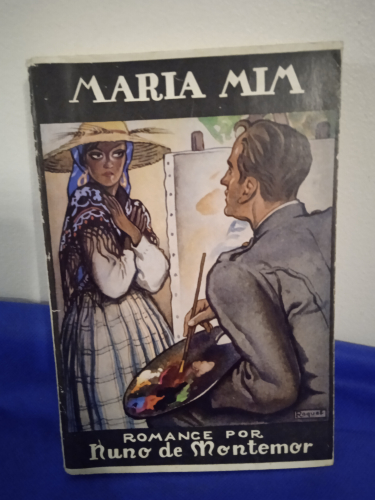 MARIA MIM
ROMANCE POR
Nuno de Montemor